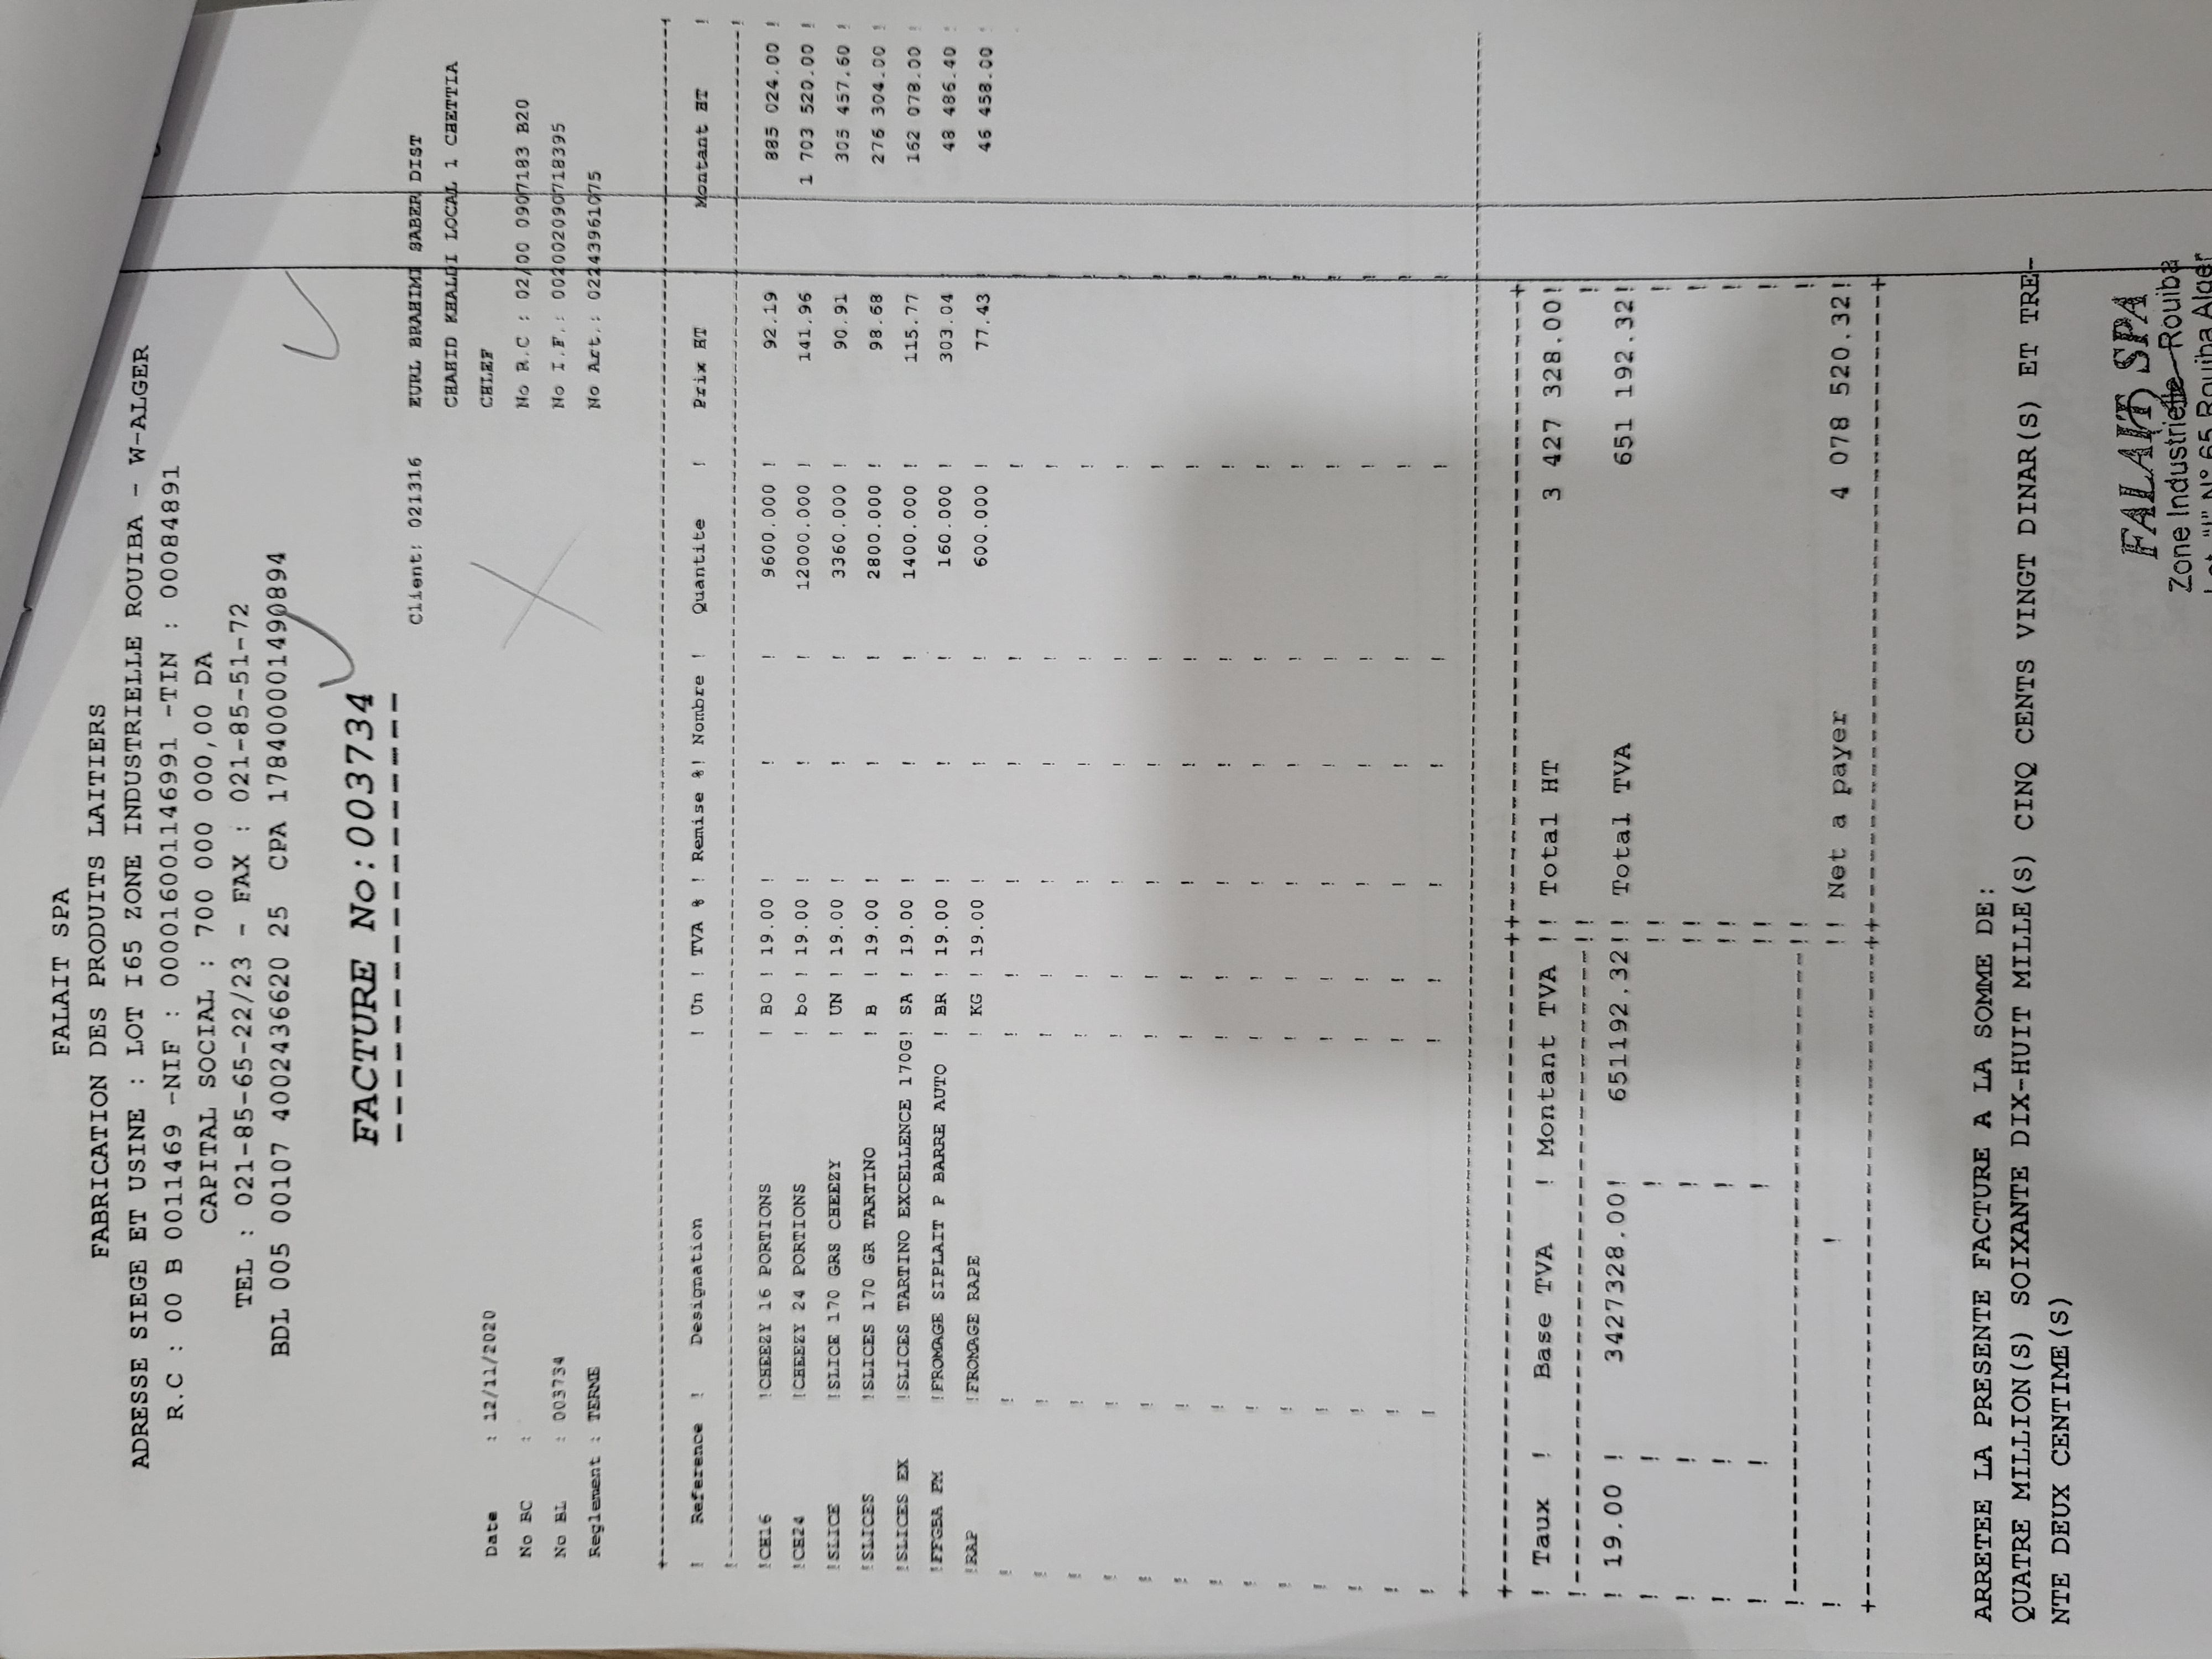 FALAIT SPA
FABRICATION DES PRODUITS LAITIERS
ADRESSE SIEGE ET USINE : LOT I65 ZONE INDUSTRIELLE ROUIBA - W-ALGER
R.C : 00 B 0011469 -NIF : 000016001146991 -TIN : 00084891
CAPITAL SOCIAL : 700 000 000,00 DA
TEL : 021-85-65-22/23 - FAX : 021-85-51-72
BDL 005 00107 4002436620 25 CPA 178400001490894
FACTURE No:003734
Client: 021316 EURL BRAHIMI SABER DIST
CHAHID KHALDI LOCAL 1 CHETTIA
CHLEF
Date : 12/11/2020
No BC :
No R.C : 02/00 0907183 B20
No BL : 003734
No I.F.: 002002090718395
Reglement : TERME
No Art.: 02243961075
! Reference ! Designation ! Un ! TVA % ! Remise %! Nombre ! Quantite ! Prix HT Montant HT !
!CH16 !CHEEZY 16 PORTIONS ! BO ! 19.00 ! ! ! 9600.000 ! 92.19 885 024.00 !
!CH24 !CHEEZY 24 PORTIONS ! bo ! 19.00 ! ! ! 12000.000 ! 141.96 1 703 520.00 !
!SLICE !SLICE 170 GRS CHEEZY ! UN ! 19.00 ! ! ! 3360.000 ! 90.91 305 457.60 !
!SLICES !SLICES 170 GR TARTINO ! B ! 19.00 ! ! ! 2800.000 ! 98.68 276 304.00 !
!SLICES EX !SLICES TARTINO EXCELLENCE 170G! SA ! 19.00 ! ! ! 1400.000 ! 115.77 162 078.00 !
!FFGBA PM !FROMAGE SIPLAIT P BARRE AUTO ! BR ! 19.00 ! ! ! 160.000 ! 303.04 48 486.40 !
!RAP !FROMAGE RAPE ! KG ! 19.00 ! ! ! 600.000 ! 77.43 46 458.00 !
! Taux ! Base TVA ! Montant TVA !! Total HT 3 427 328.00!
! 19.00 ! 3427328.00! 651192.32!! Total TVA 651 192.32!
! ! !! Net a payer 4 078 520.32!
ARRETEE LA PRESENTE FACTURE A LA SOMME DE:
QUATRE MILLION(S) SOIXANTE DIX-HUIT MILLE(S) CINQ CENTS VINGT DINAR(S) ET TRE-
NTE DEUX CENTIME(S)
FALAIT SPA
Zone Industrielle Rouiba
Lot "I" N° 65 Rouiba Alger